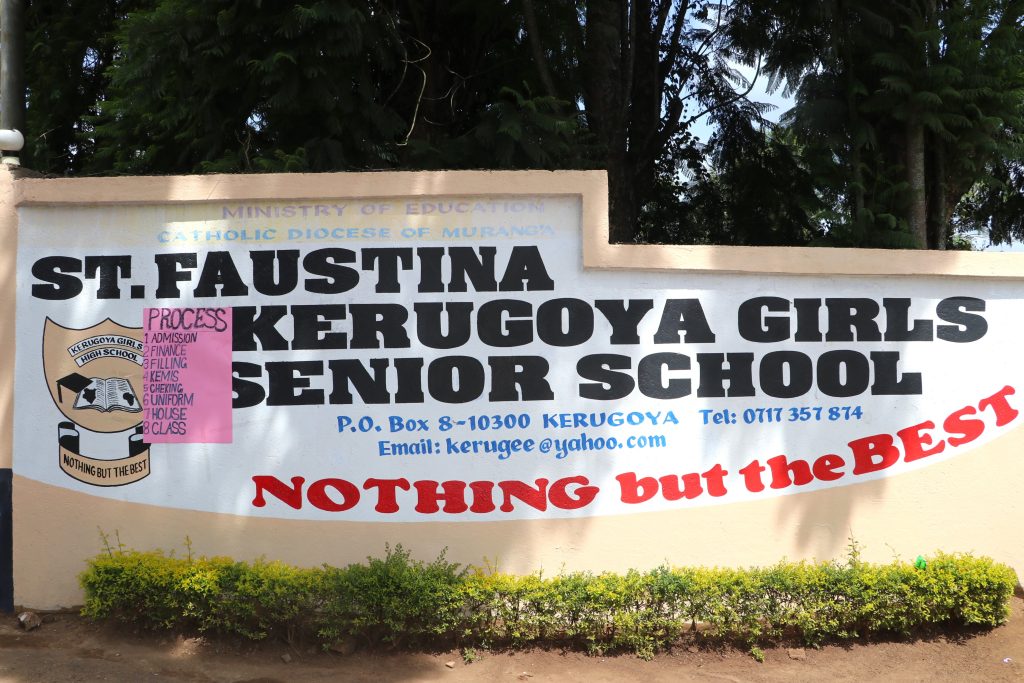 MINISTRY OF EDUCATION
CATHOLIC DIOCESE OF MURANG'A
ST. FAUSTINA
KERUGOYA GIRLS
SENIOR SCHOOL
P.O. Box 8-10300 KERUGOYA Tel: 0717 357 874
Email: kerugee@yahoo.com
NOTHING but the BEST
KERUGOYA GIRLS
HIGH SCHOOL
NOTHING BUT THE BEST
PROCESS
1 ADMISSION
2 FINANCE
3 FILLING
4 KEMIS
5 CHEKING
6 UNIFORM
7 HOUSE
8 CLASS